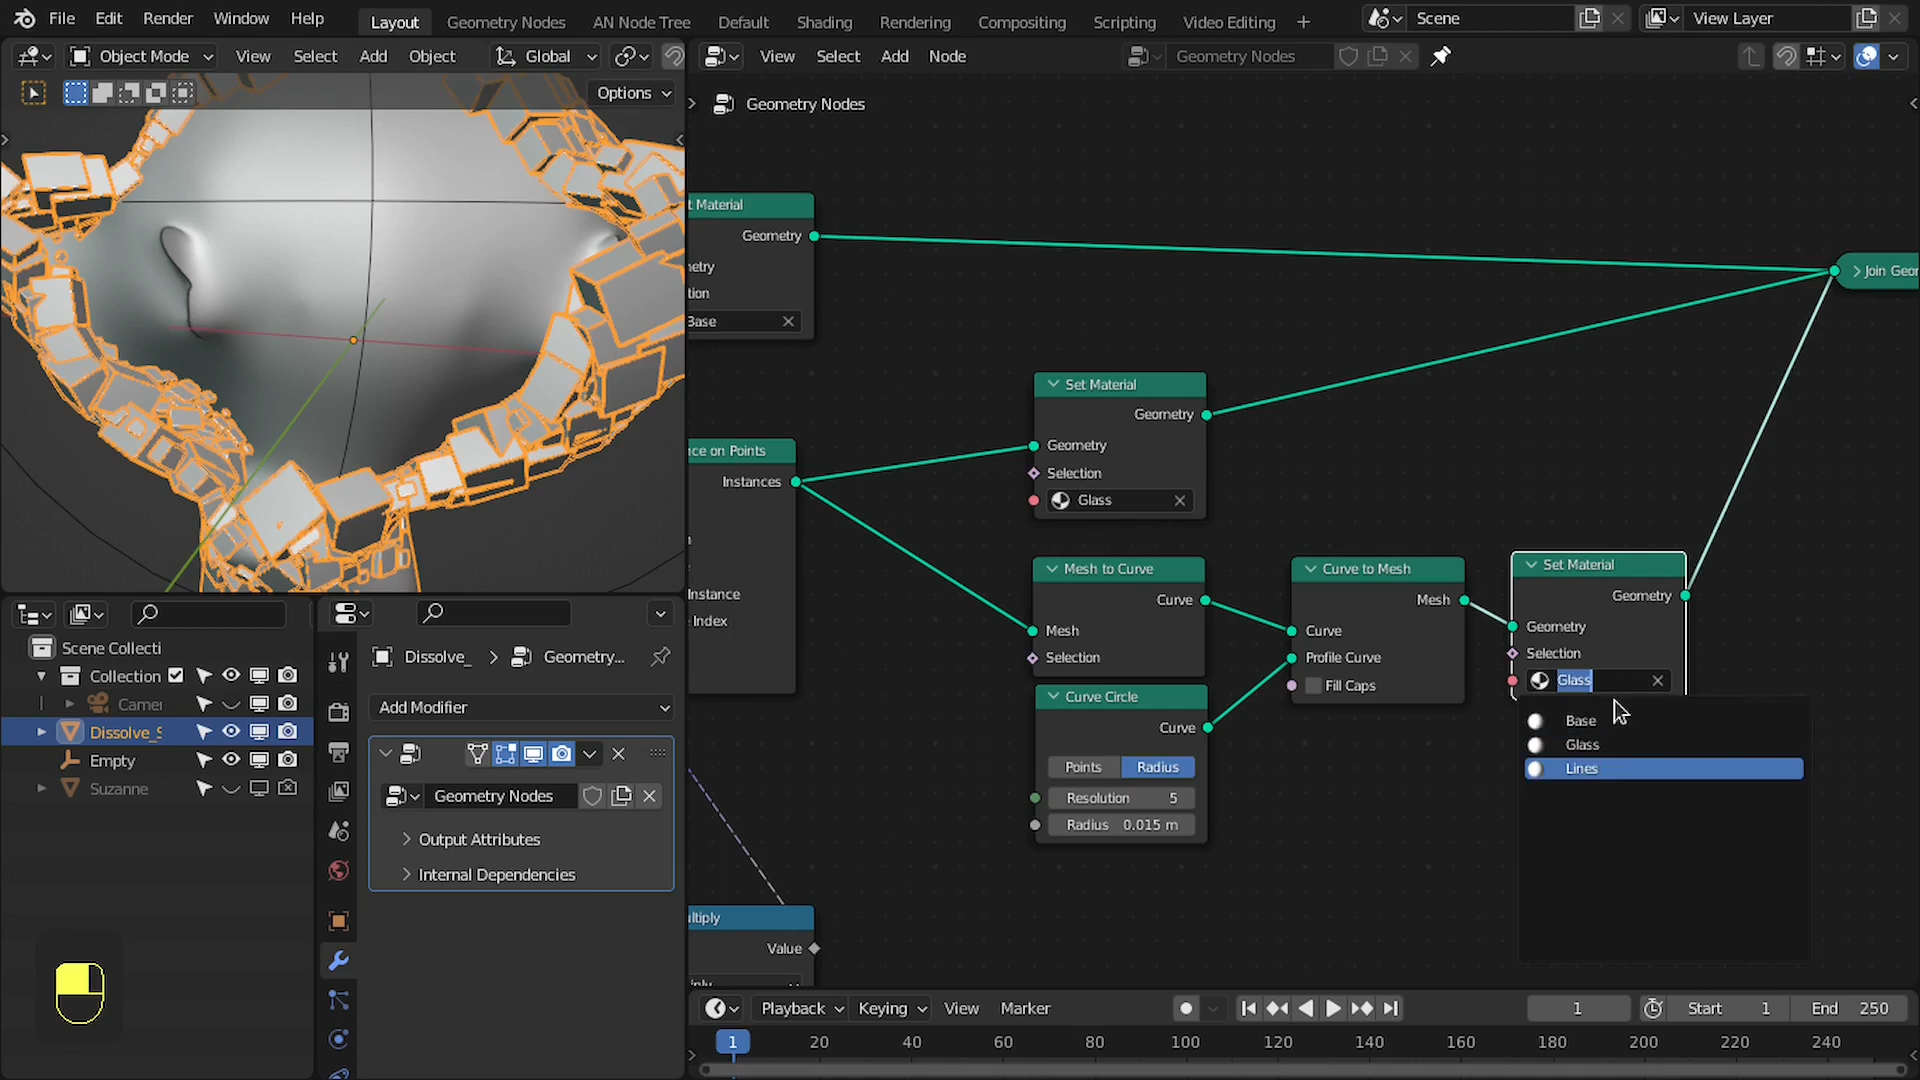 File Edit Render Window Help Layout Geometry Nodes AN Node Tree Default Shading Rendering Compositing Scripting Video Editing + Scene View Layer
Object Mode View Select Add Object Global
View Select Add Node Geometry Nodes
Options
Geometry Nodes
t Material
Geometry
metry
tion
Base
Join Geor
Set Material
Geometry
Geometry
Selection
Glass
nce on Points
Instances
Instance
Index
Mesh to Curve
Curve
Mesh
Selection
Curve to Mesh
Mesh
Curve
Profile Curve
Fill Caps
Set Material
Geometry
Geometry
Selection
Glass
Base
Glass
Lines
Curve Circle
Curve
Points Radius
Resolution 5
Radius 0.015 m
ultiply
Value
Scene Collecti
Collection
Camer
Dissolve_S
Empty
Suzanne
Dissolve_ > Geometry...
Add Modifier
Geometry Nodes
Output Attributes
Internal Dependencies
Playback Keying View Marker 1 Start 1 End 250
1 20 40 60 80 100 120 140 160 180 200 220 240